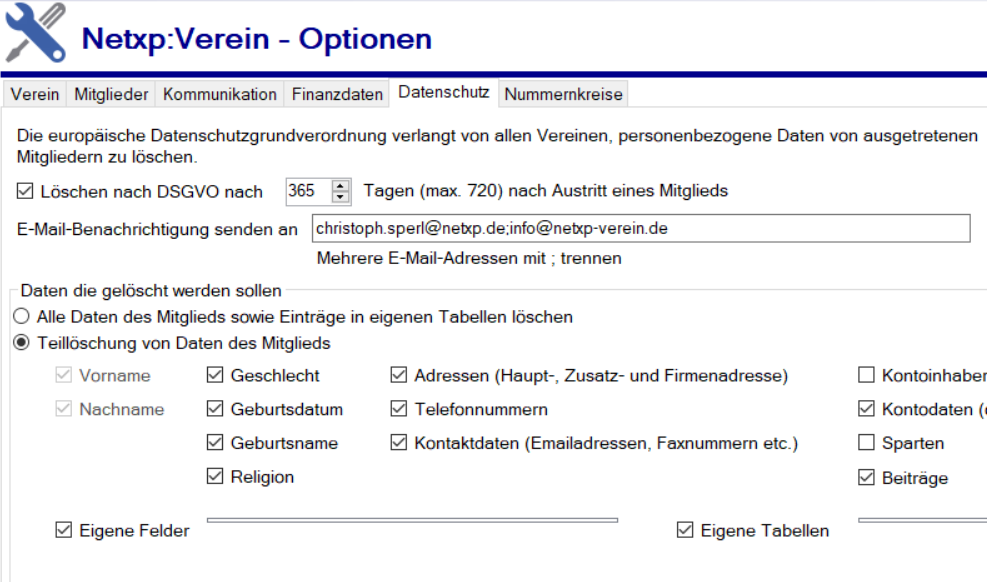 Netxp:Verein - Optionen
Verein Mitglieder Kommunikation Finanzdaten Datenschutz Nummernkreise
Die europäische Datenschutzgrundverordnung verlangt von allen Vereinen, personenbezogene Daten von ausgetretenen
Mitgliedern zu löschen.
Löschen nach DSGVO nach 365 Tagen (max. 720) nach Austritt eines Mitglieds
E-Mail-Benachrichtigung senden an christoph.sperl@netxp.de;info@netxp-verein.de
Mehrere E-Mail-Adressen mit ; trennen
Daten die gelöscht werden sollen
Alle Daten des Mitglieds sowie Einträge in eigenen Tabellen löschen
Teillöschung von Daten des Mitglieds
Vorname Geschlecht Adressen (Haupt-, Zusatz- und Firmenadresse) Kontoinhaber
Nachname Geburtsdatum Telefonnummern Kontodaten (
Geburtsname Kontaktdaten (Emailadressen, Faxnummern etc.) Sparten
Religion Beiträge
Eigene Felder Eigene Tabellen